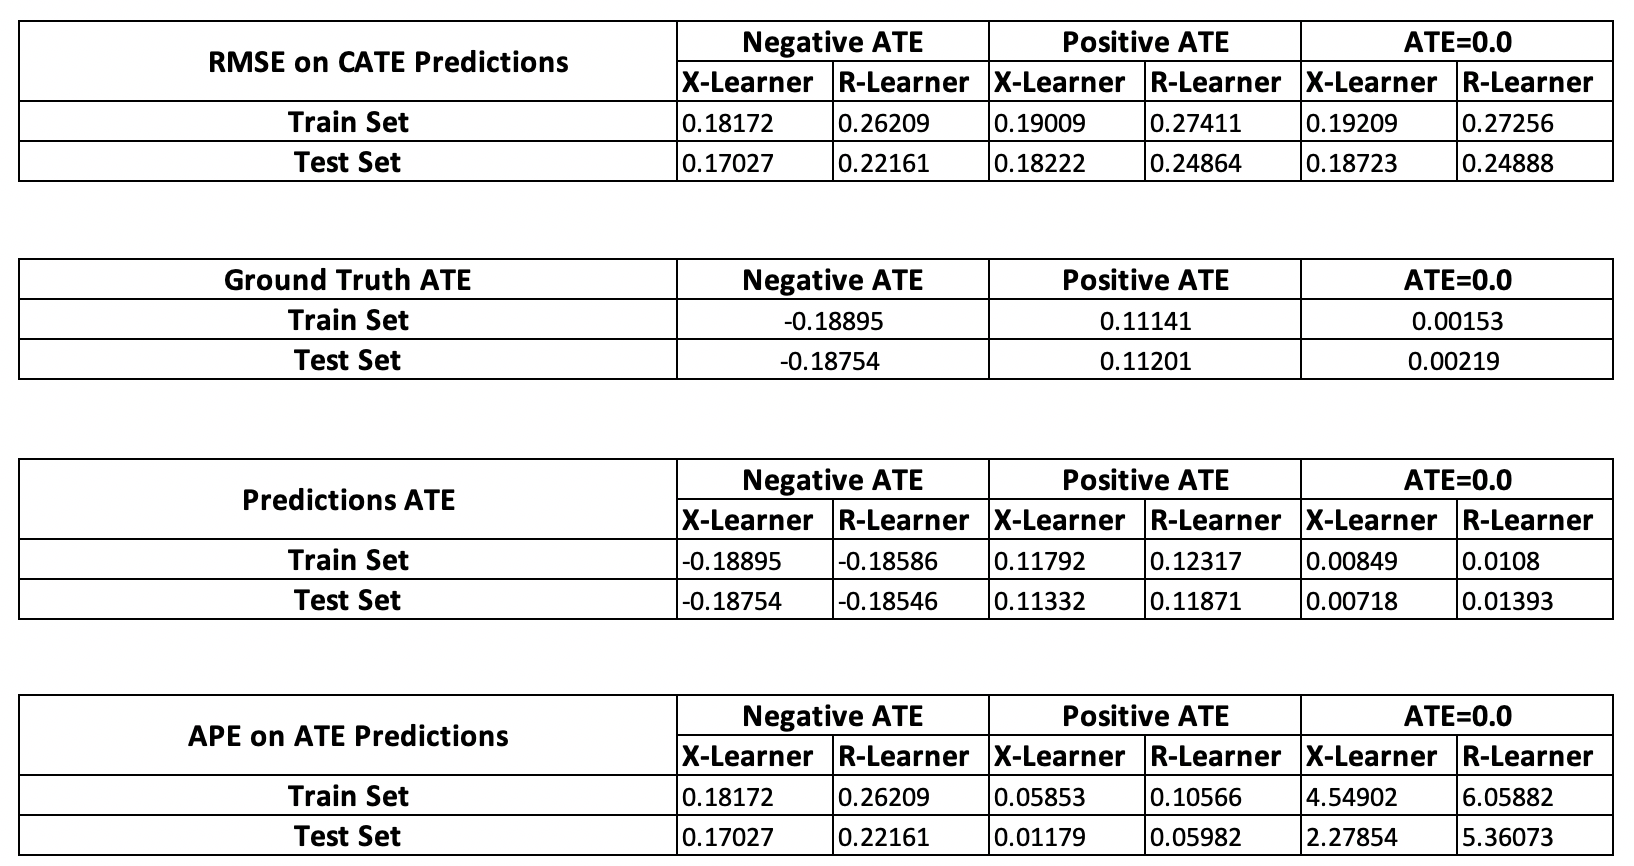 RMSE on CATE Predictions Negative ATE Positive ATE ATE=0.0
X-Learner R-Learner X-Learner R-Learner X-Learner R-Learner
Train Set 0.18172 0.26209 0.19009 0.27411 0.19209 0.27256
Test Set 0.17027 0.22161 0.18222 0.24864 0.18723 0.24888
Ground Truth ATE Negative ATE Positive ATE ATE=0.0
Train Set -0.18895 0.11141 0.00153
Test Set -0.18754 0.11201 0.00219
Predictions ATE Negative ATE Positive ATE ATE=0.0
X-Learner R-Learner X-Learner R-Learner X-Learner R-Learner
Train Set -0.18895 -0.18586 0.11792 0.12317 0.00849 0.0108
Test Set -0.18754 -0.18546 0.11332 0.11871 0.00718 0.01393
APE on ATE Predictions Negative ATE Positive ATE ATE=0.0
X-Learner R-Learner X-Learner R-Learner X-Learner R-Learner
Train Set 0.18172 0.26209 0.05853 0.10566 4.54902 6.05882
Test Set 0.17027 0.22161 0.01179 0.05982 2.27854 5.36073